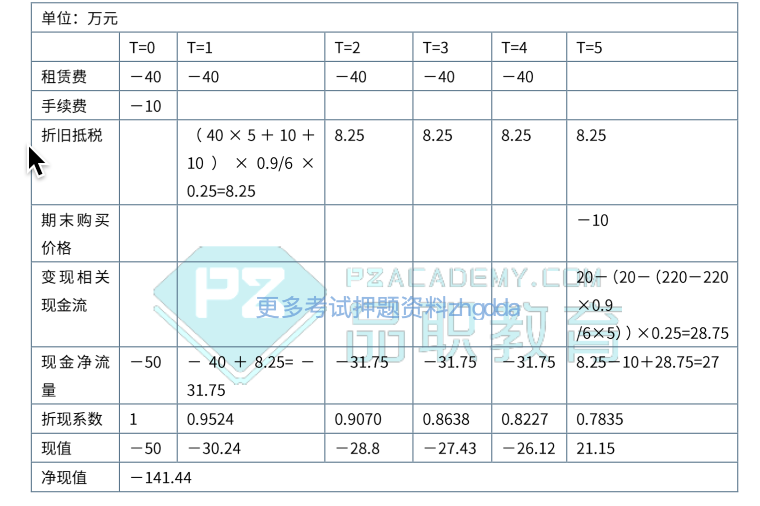 单位：万元
T=0 T=1 T=2 T=3 T=4 T=5
租赁费 －40 －40 －40 －40 －40
手续费 －10
折旧抵税 （40×5＋10＋ 8.25 8.25 8.25 8.25
10）×0.9/6×
0.25=8.25
期末购买 －10
价格
变现相关 20－（20－（220－220
现金流 ×0.9
/6×5)）)×0.25=28.75
现金净流 －50 －40＋8.25=－ －31.75 －31.75 －31.75 8.25－10＋28.75=27
量 31.75
折现系数 1 0.9524 0.9070 0.8638 0.8227 0.7835
现值 －50 －30.24 －28.8 －27.43 －26.12 21.15
净现值 －141.44
PZ
PZACADEMY.COM
品职教育
更多考试押题资料zhgdda